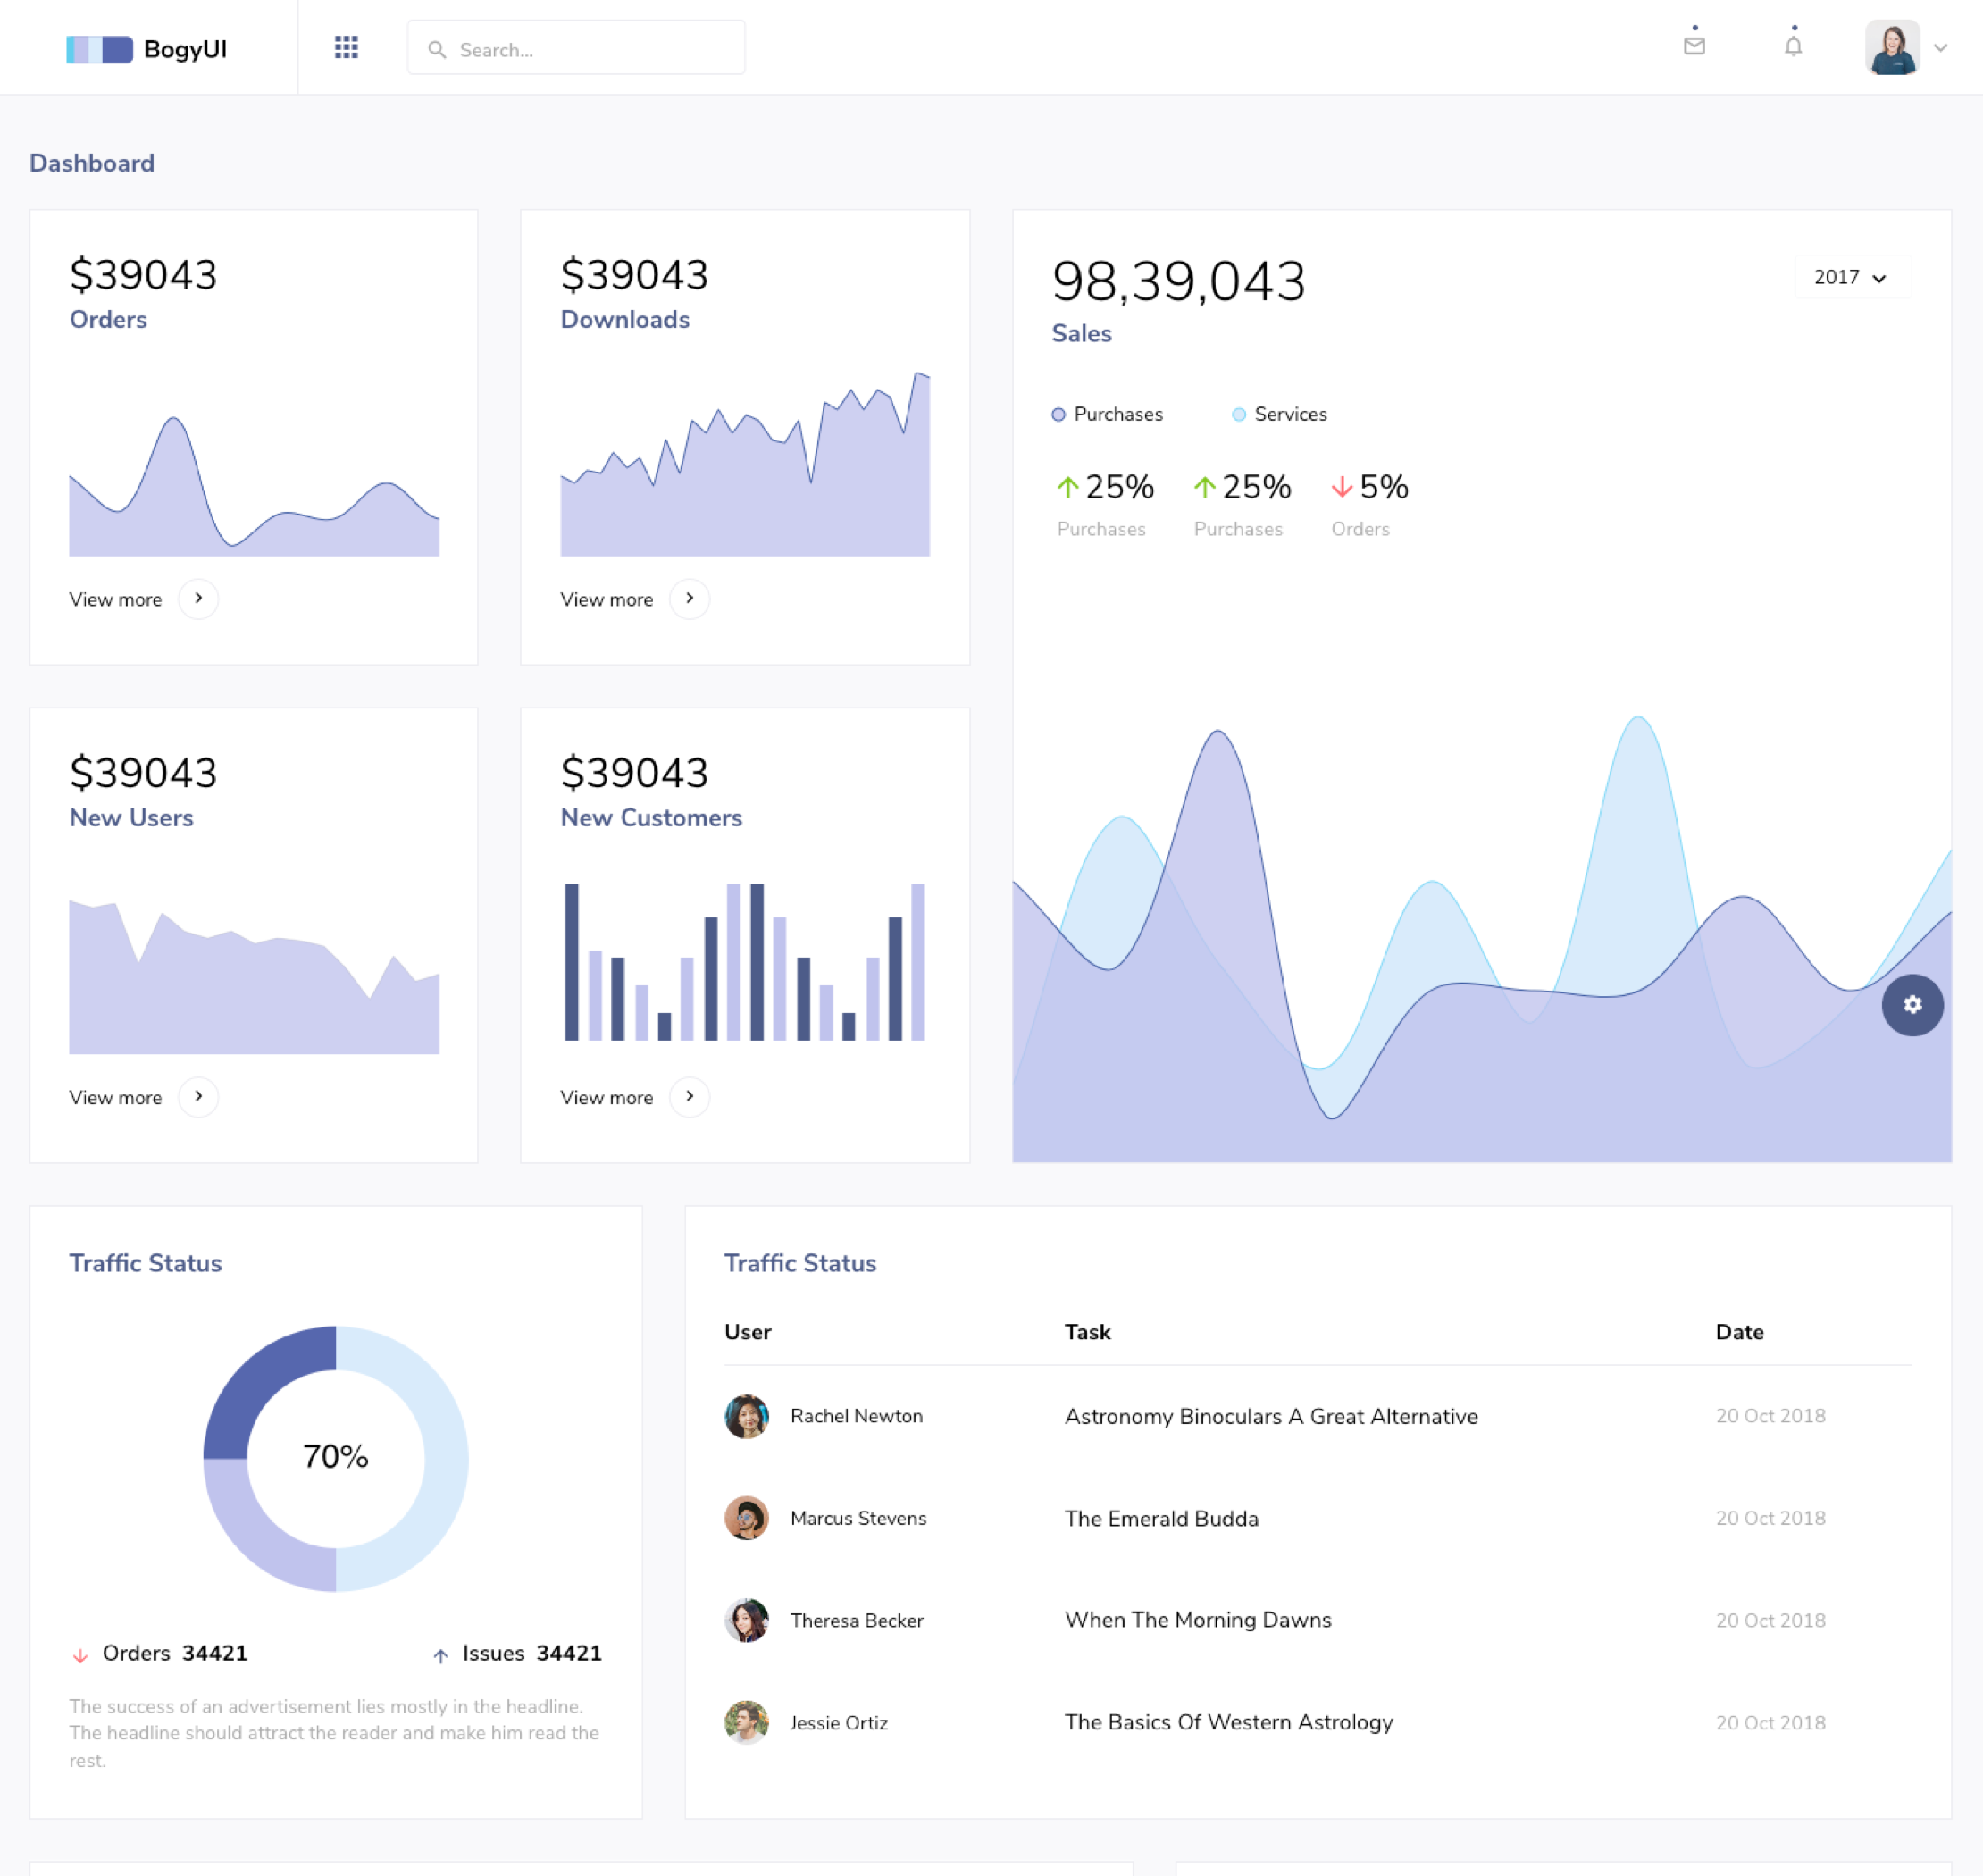 BogyUI
Search...
Dashboard
$39043
Orders
View more
$39043
Downloads
View more
98,39,043
2017
Sales
Purchases Services
25% 25% 5%
Purchases Purchases Orders
$39043
New Users
View more
$39043
New Customers
View more
Traffic Status
70%
Orders 34421 Issues 34421
The success of an advertisement lies mostly in the headline.
The headline should attract the reader and make him read the
rest.
Traffic Status
User Task Date
Rachel Newton Astronomy Binoculars A Great Alternative 20 Oct 2018
Marcus Stevens The Emerald Budda 20 Oct 2018
Theresa Becker When The Morning Dawns 20 Oct 2018
Jessie Ortiz The Basics Of Western Astrology 20 Oct 2018